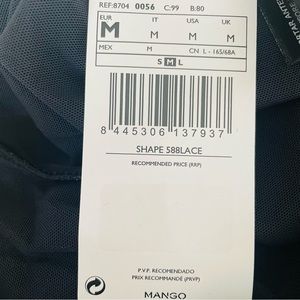 REF:8704 0056 C:99 B:80
EUR IT USA UK
M M M M
MEX M CN L - 165/68A
S M L
8 445306 137937
SHAPE 588LACE
RECOMMENDED PRICE (RRP)
P.V.P. RECOMENDADO
PRIX RECOMMANDÉ (PRVP)
MANGO